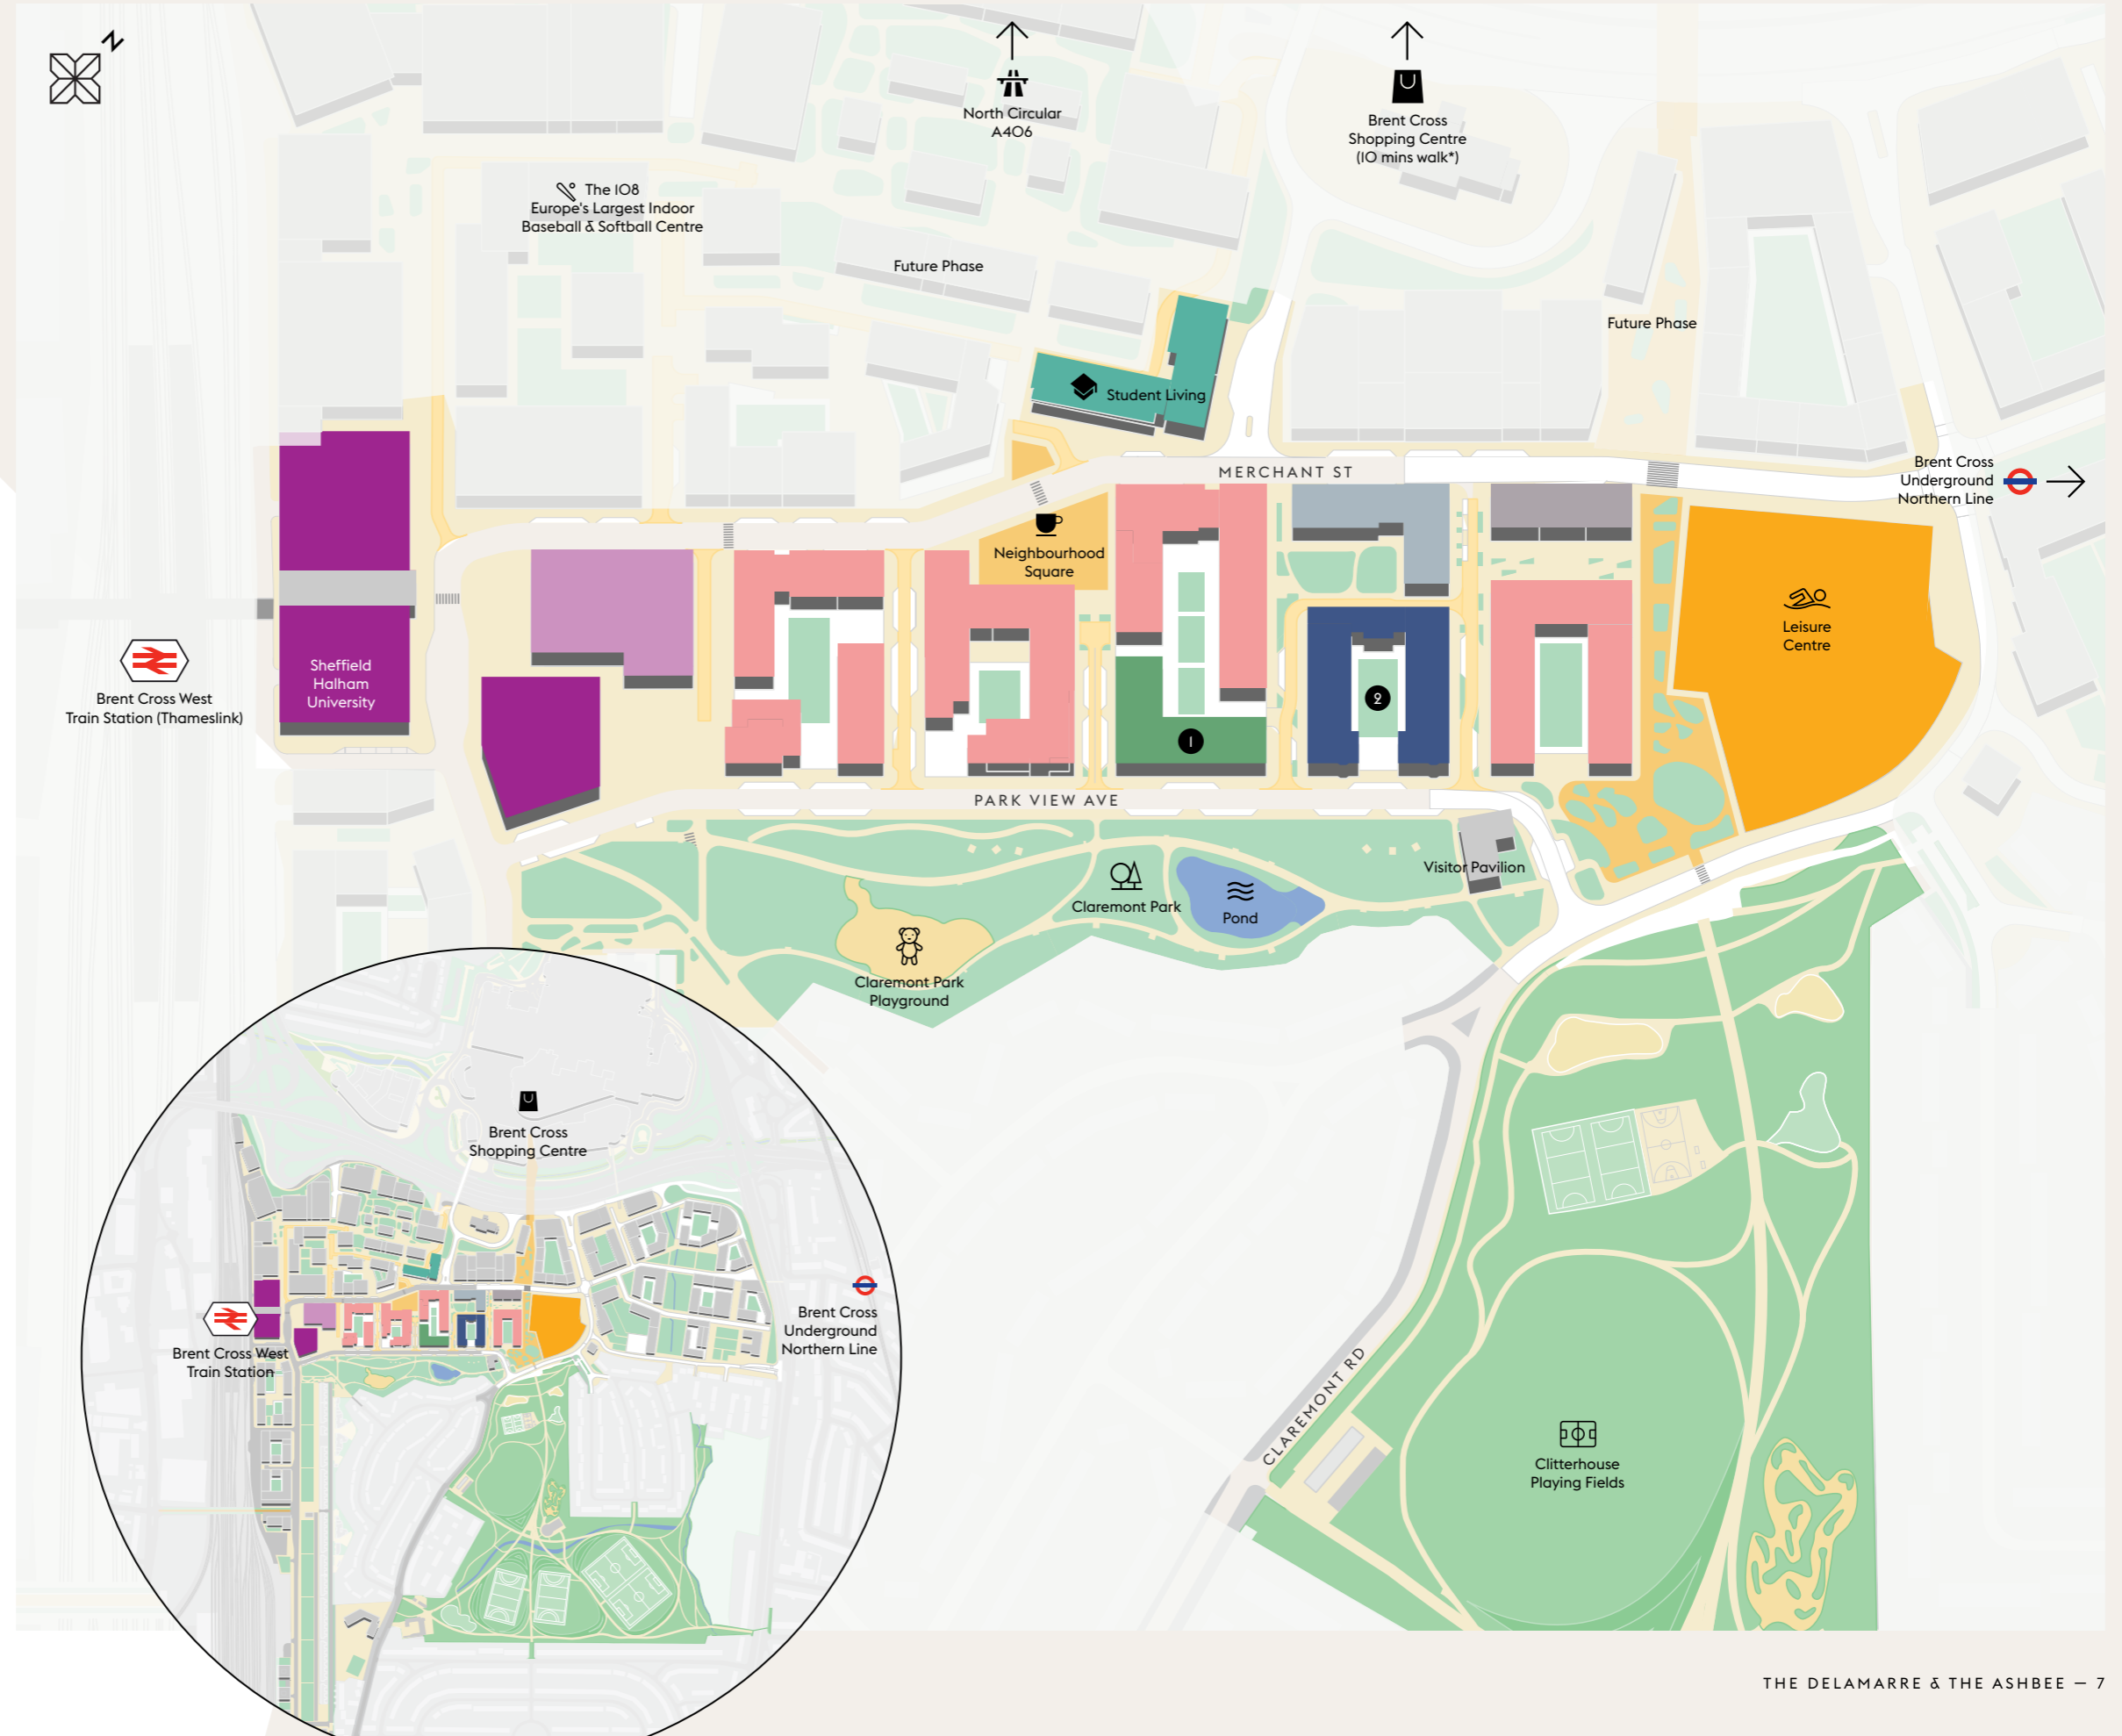 N
North Circular
A406
Brent Cross
Shopping Centre
(10 mins walk*)
The 108
Europe's Largest Indoor
Baseball & Softball Centre
Future Phase
Future Phase
Student Living
MERCHANT ST
Brent Cross
Underground
Northern Line
Neighbourhood
Square
Leisure
Centre
Sheffield
Halham
University
Brent Cross West
Train Station (Thameslink)
2
1
PARK VIEW AVE
Visitor Pavilion
Claremont Park
Pond
Claremont Park
Playground
Brent Cross
Shopping Centre
Brent Cross West
Train Station
Brent Cross
Underground
Northern Line
CLAREMONT RD
Clitterhouse
Playing Fields
THE DELAMARRE & THE ASHBEE — 7